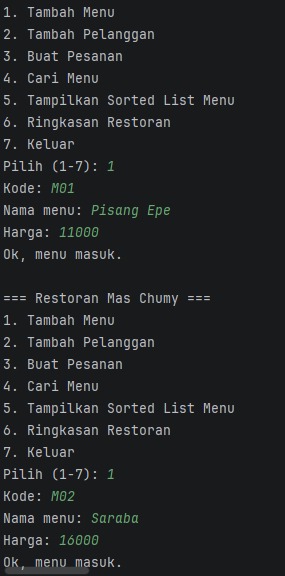 1. Tambah Menu
2. Tambah Pelanggan
3. Buat Pesanan
4. Cari Menu
5. Tampilkan Sorted List Menu
6. Ringkasan Restoran
7. Keluar
Pilih (1-7): 1
Kode: M01
Nama menu: Pisang Epe
Harga: 11000
Ok, menu masuk.
=== Restoran Mas Chumy ===
1. Tambah Menu
2. Tambah Pelanggan
3. Buat Pesanan
4. Cari Menu
5. Tampilkan Sorted List Menu
6. Ringkasan Restoran
7. Keluar
Pilih (1-7): 1
Kode: M02
Nama menu: Saraba
Harga: 16000
Ok, menu masuk.